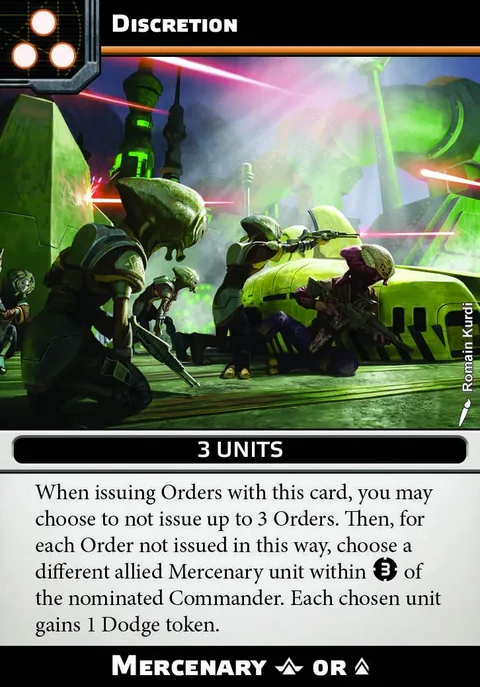 Discretion
Romain Kurdi
3 UNITS
When issuing Orders with this card, you may
choose to not issue up to 3 Orders. Then, for
each Order not issued in this way, choose a
different allied Mercenary unit within 3 of
the nominated Commander. Each chosen unit
gains 1 Dodge token.
Mercenary or